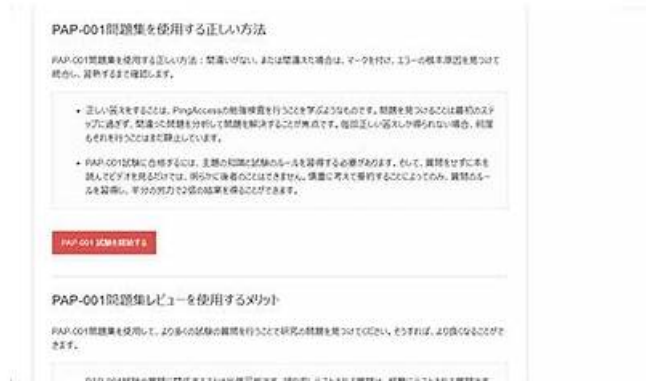 PAP-001問題集を使用する正しい方法
PAP-001問題集を使用する正しい方法：間違いがない、または間違えた場合は、マークを付け、エラーの根本原因を見つけて
統合し、習熟するまで確認します。
正しい答えをすることは、PingAccessの勉強検査を行うことを学ぶようなものです。問題を見つけることは最初のステ
ップに過ぎず、間違った問題を分析して問題を解決することが焦点です。毎回正しい答えしか得られない場合、何度
もそれを行うことはまだ静止しています。
PAP-001試験に合格するには、主題の知識と試験のルールを習得する必要があります。そして、質問をせずに本を
読んでビデオを見るだけでは、明らかに後者のことはできません。慎重に考えて要約することによってのみ、質問のルー
ルを習得し、半分の労力で2倍の結果を得ることができます。
PAP-001 試験を開始する
PAP-001問題集レビューを使用するメリット
PAP-001問題集を使用して、より多くの試験の質問を行うことで研究の問題を見つけてください。そうすれば、より良くなることがで
きます。